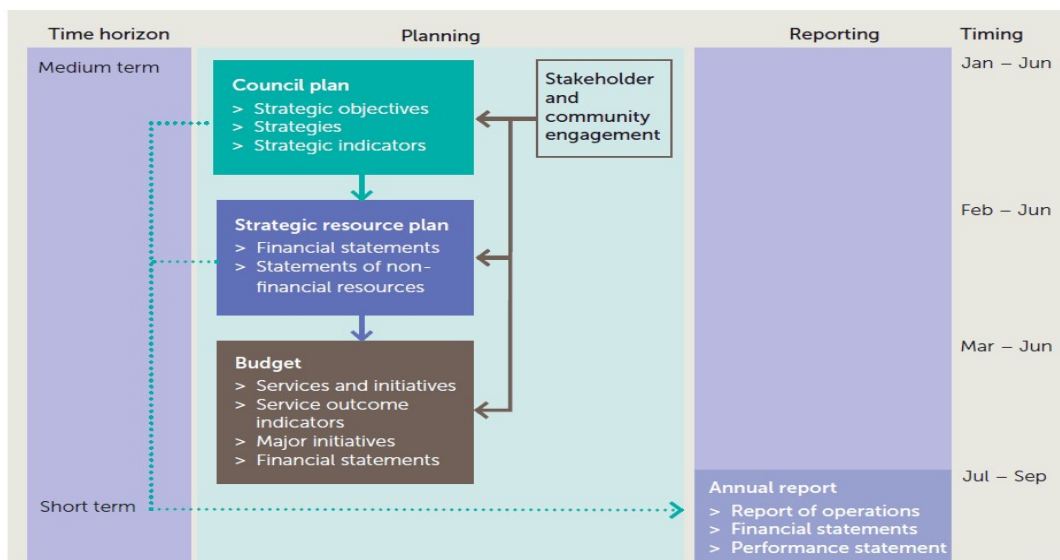 Time horizon
Planning
Reporting
Timing
Medium term
Jan – Jun
Council plan
> Strategic objectives
> Strategies
> Strategic indicators
Stakeholder
and
community
engagement
Feb – Jun
Strategic resource plan
> Financial statements
> Statements of non-
financial resources
Mar – Jun
Budget
> Services and initiatives
> Service outcome
indicators
> Major initiatives
> Financial statements
Jul – Sep
Short term
Annual report
> Report of operations
> Financial statements
> Performance statement